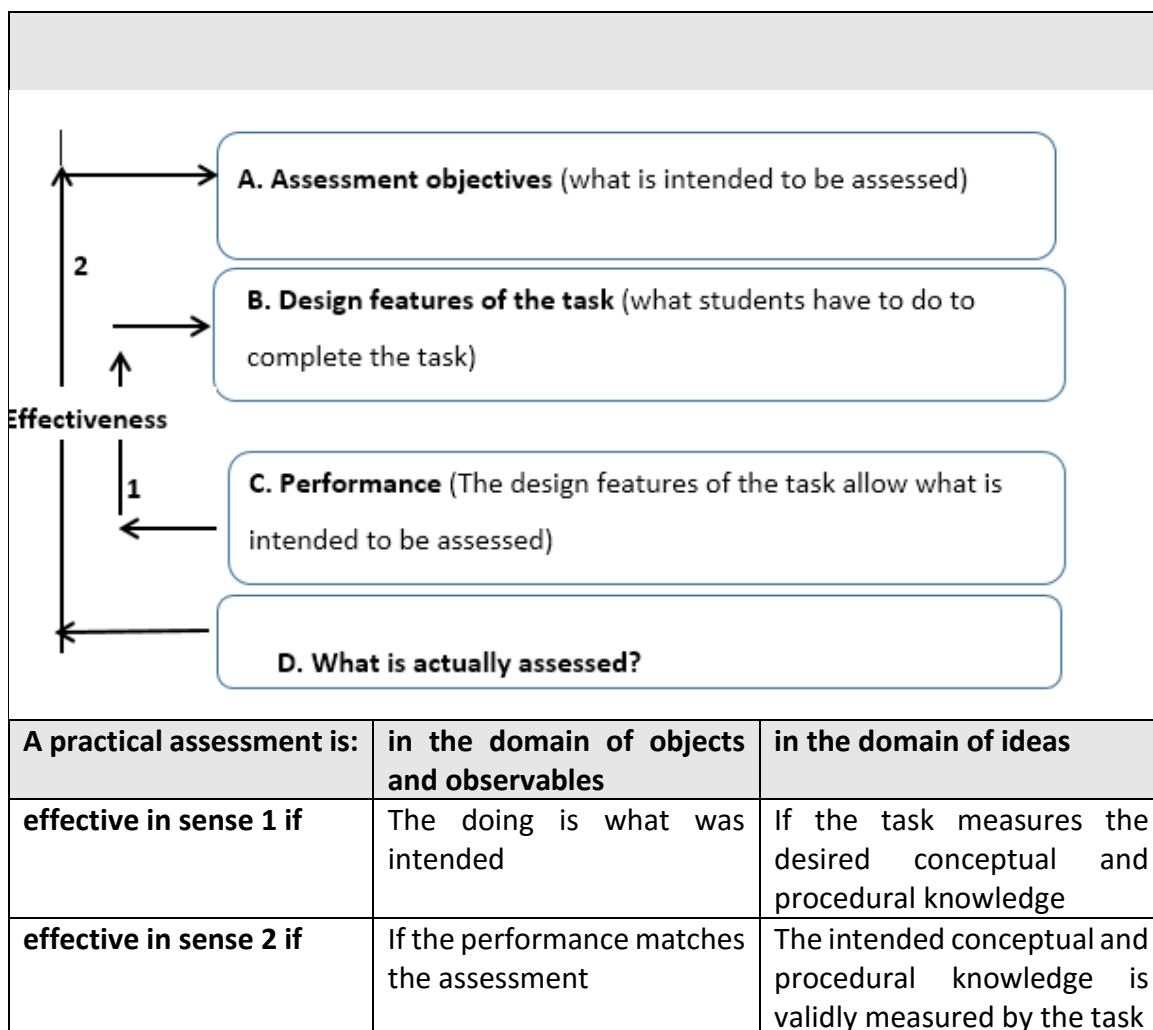 A. Assessment objectives (what is intended to be assessed)
2
B. Design features of the task (what students have to do to
complete the task)
Effectiveness
1
C. Performance (The design features of the task allow what is
intended to be assessed)
D. What is actually assessed?
A practical assessment is:
in the domain of objects
and observables
in the domain of ideas
effective in sense 1 if
The doing is what was
intended
If the task measures the
desired conceptual and
procedural knowledge
effective in sense 2 if
If the performance matches
the assessment
The intended conceptual and
procedural knowledge is
validly measured by the task